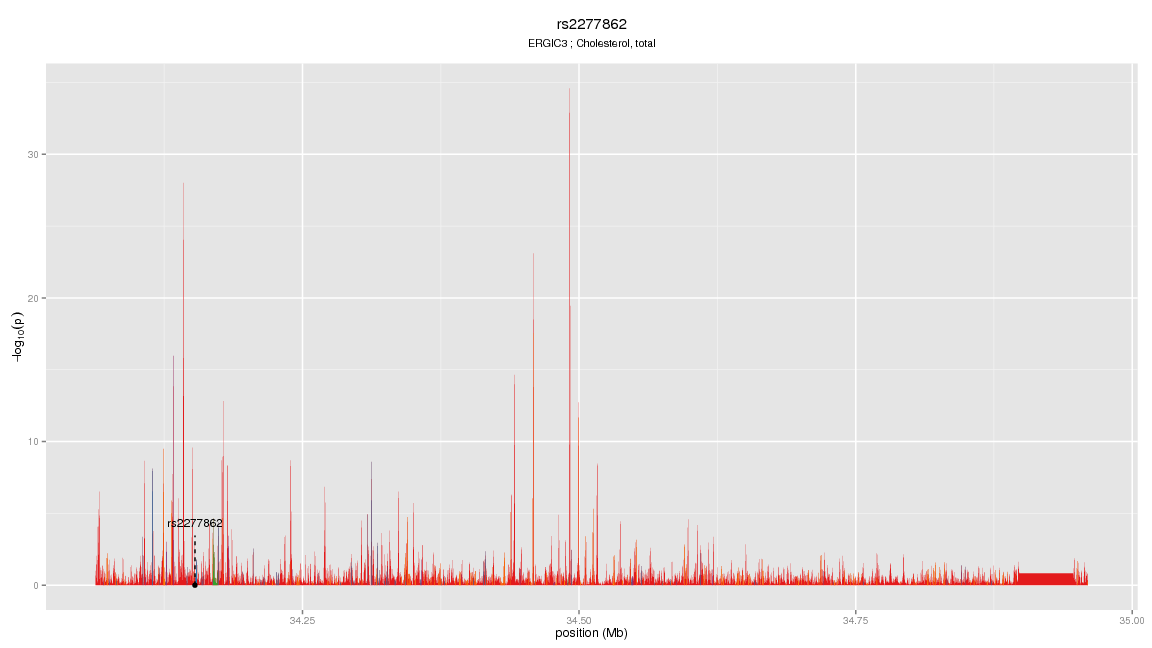 rs2277862
ERGIC3 ; Cholesterol, total
30
20
10
0
−log10(p)
rs2277862
34.25
34.50
34.75
35.00
position (Mb)